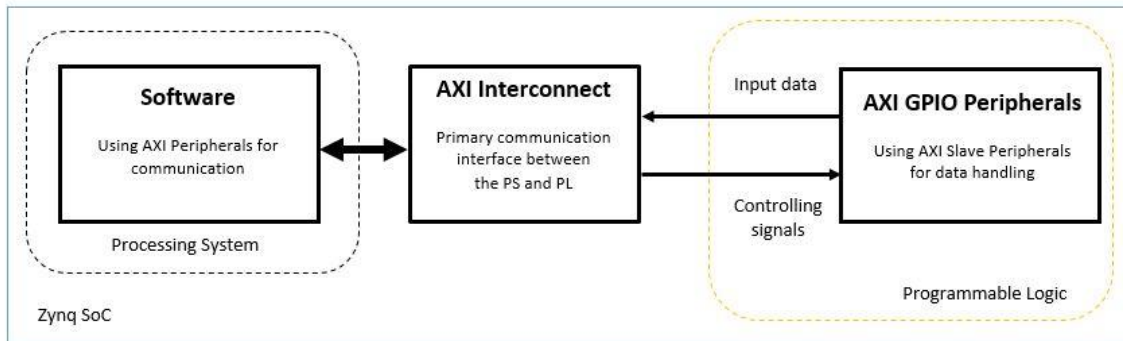 Software
Using AXI Peripherals for
communication
Processing System
Zynq SoC
AXI Interconnect
Primary communication
interface between
the PS and PL
Input data
Controlling
signals
AXI GPIO Peripherals
Using AXI Slave Peripherals
for data handling
Programmable Logic